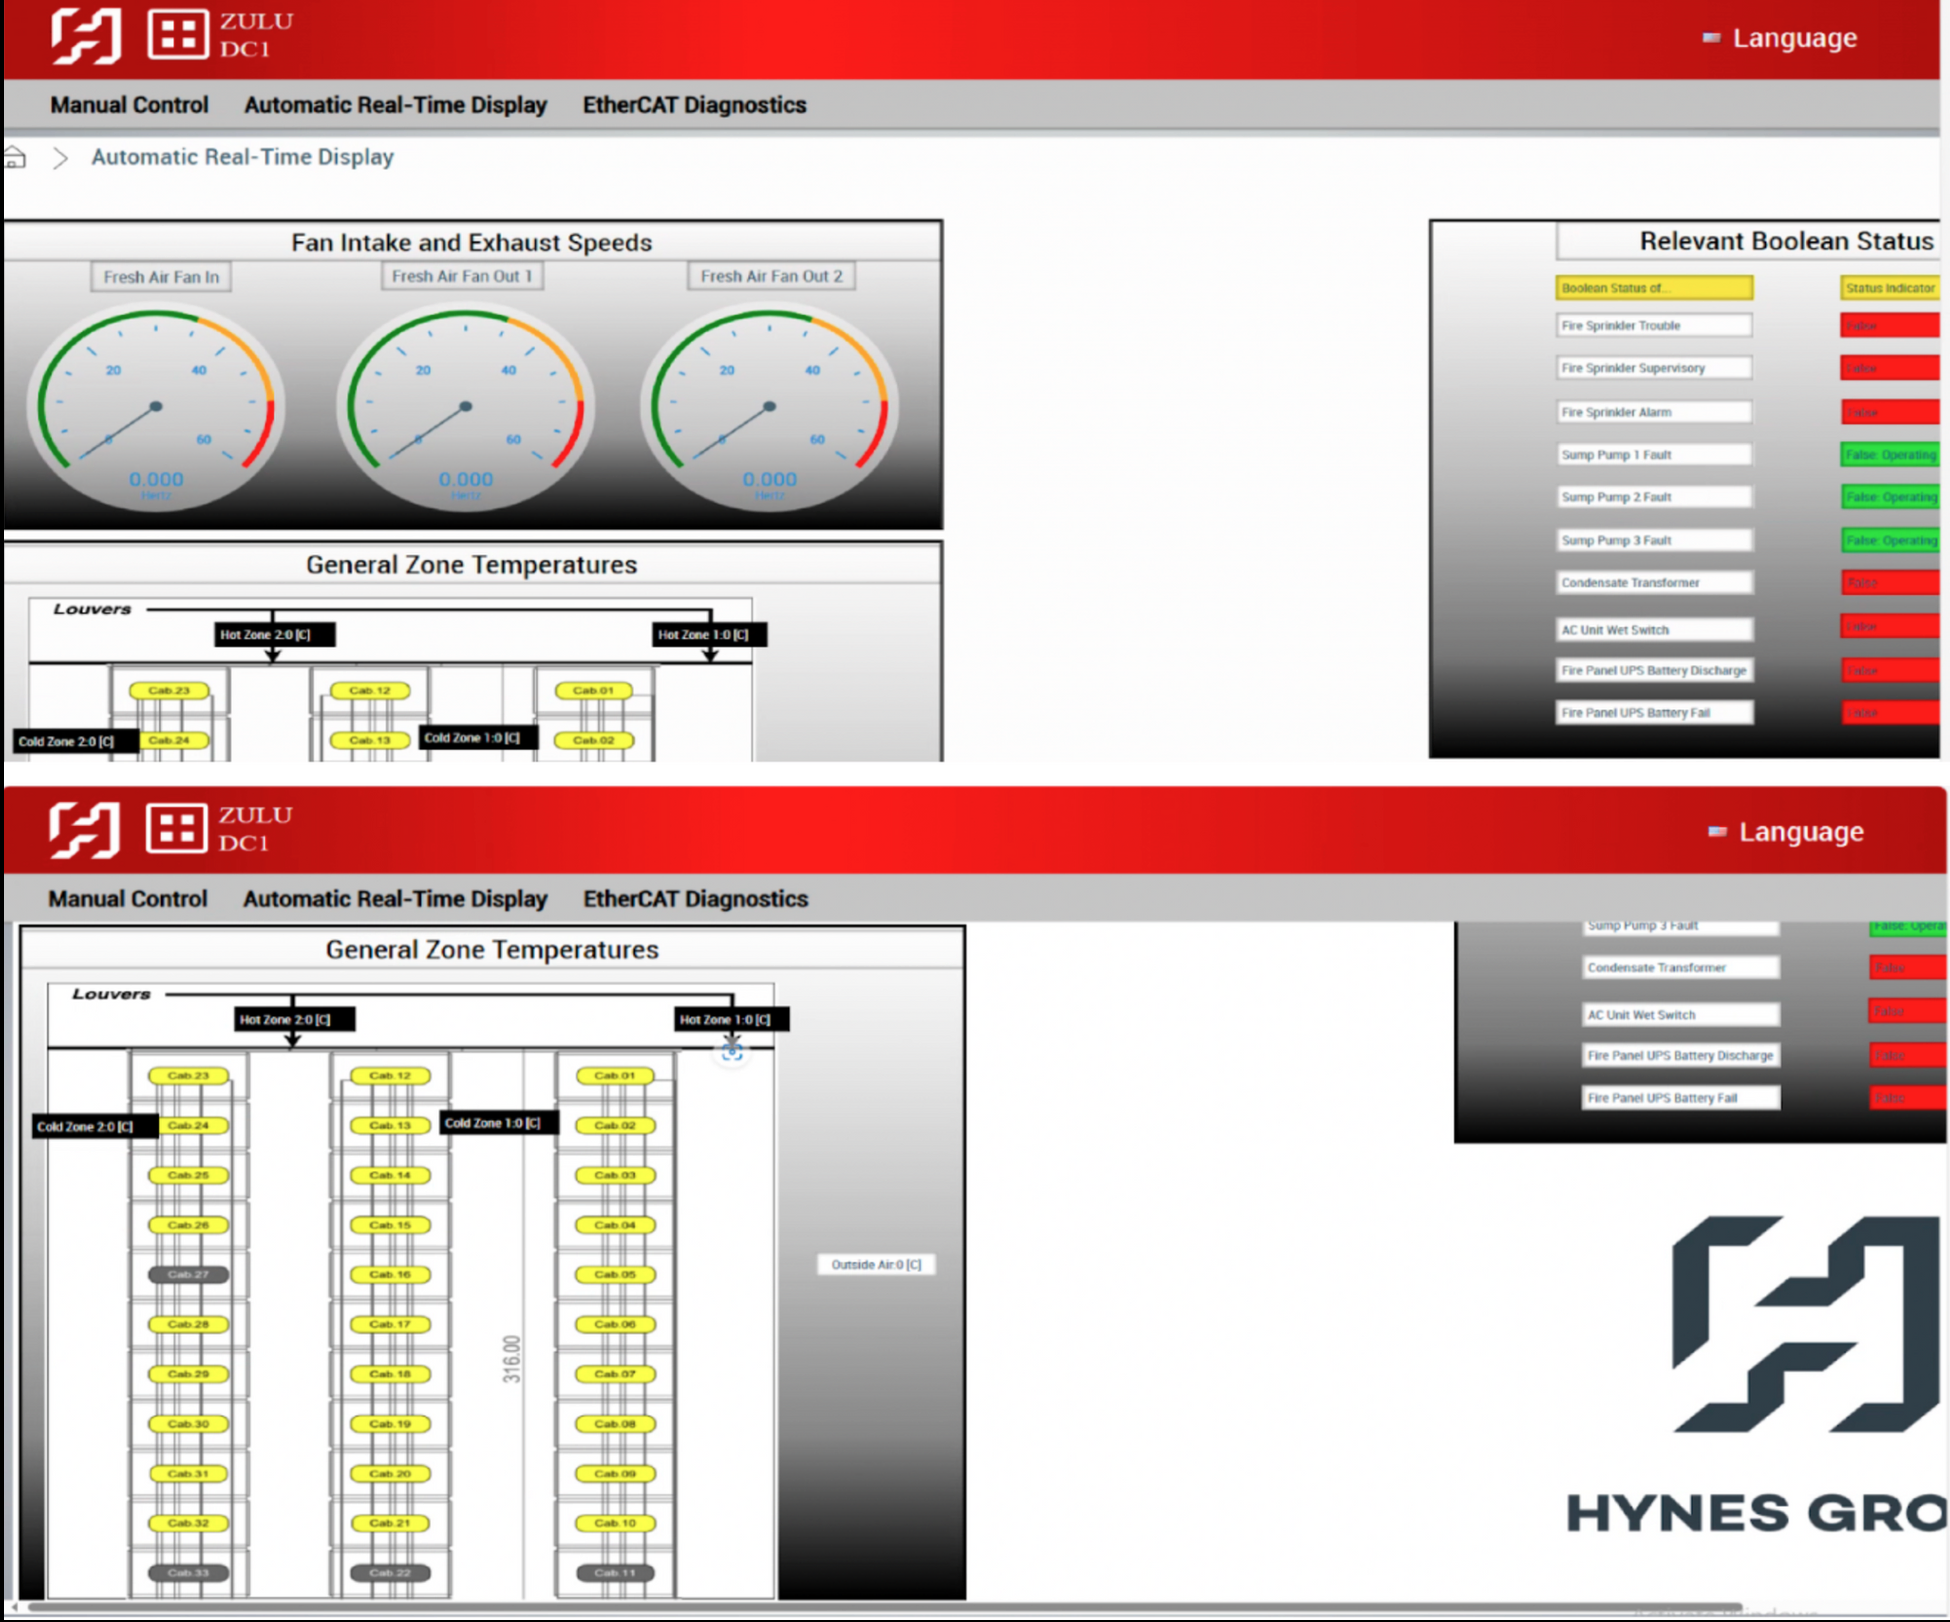 ZULU
DC1
Language
Manual Control Automatic Real-Time Display EtherCAT Diagnostics
Automatic Real-Time Display
Fan Intake and Exhaust Speeds
Fresh Air Fan In Fresh Air Fan Out 1 Fresh Air Fan Out 2
20 40 20 40 20 40
0 60 0 60 0 60
0.000 0.000 0.000
Hertz Hertz Hertz
Relevant Boolean Status
Boolean Status of... Status Indicator
Fire Sprinkler Trouble False
Fire Sprinkler Supervisory False
Fire Sprinkler Alarm False
Sump Pump 1 Fault False: Operating
Sump Pump 2 Fault False: Operating
Sump Pump 3 Fault False: Operating
Condensate Transformer False
AC Unit Wet Switch False
Fire Panel UPS Battery Discharge False
Fire Panel UPS Battery Fail False
General Zone Temperatures
Louvers
Hot Zone 2:0 [C] Hot Zone 1:0 [C]
Cab.23 Cab.12 Cab.01
Cold Zone 2:0 [C] Cab.24 Cab.13 Cold Zone 1:0 [C] Cab.02
ZULU
DC1
Language
Manual Control Automatic Real-Time Display EtherCAT Diagnostics
General Zone Temperatures
Louvers
Hot Zone 2:0 [C] Hot Zone 1:0 [C]
Cab.23 Cab.12 Cab.01
Cold Zone 2:0 [C] Cab.24 Cab.13 Cold Zone 1:0 [C] Cab.02
Cab.25 Cab.14 Cab.03
Cab.26 Cab.15 Cab.04
Cab.27 Cab.16 Cab.05
Cab.28 Cab.17 Cab.06
Cab.29 Cab.18 Cab.07
Cab.30 Cab.19 Cab.08
Cab.31 Cab.20 Cab.09
Cab.32 Cab.21 Cab.10
Cab.33 Cab.22 Cab.11
316.00
Outside Air:0 [C]
Sump Pump 3 Fault False: Opera
Condensate Transformer False
AC Unit Wet Switch False
Fire Panel UPS Battery Discharge False
Fire Panel UPS Battery Fail False
HYNES GRO